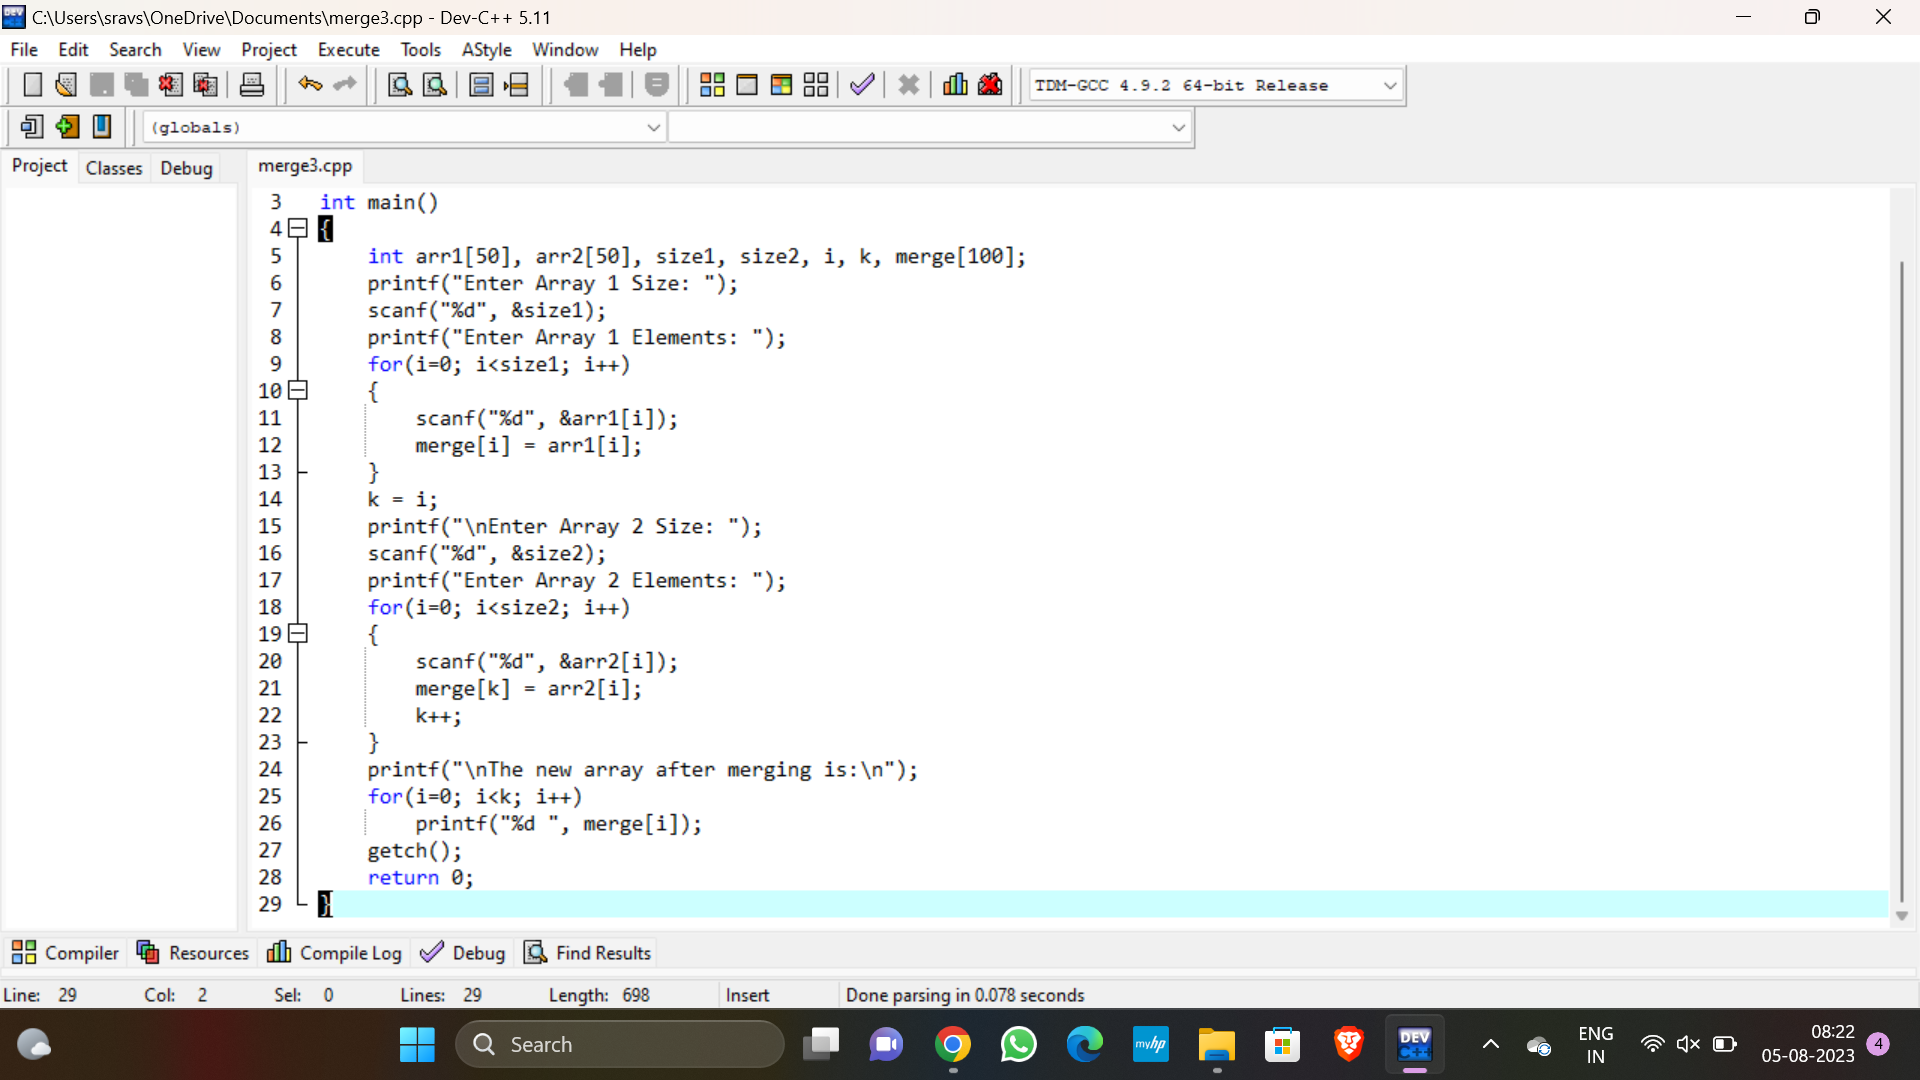 C:\Users\sravs\OneDrive\Documents\merge3.cpp - Dev-C++ 5.11
File Edit Search View Project Execute Tools AStyle Window Help
TDM-GCC 4.9.2 64-bit Release
(globals)
Project Classes Debug merge3.cpp
3 int main()
4 {
5     int arr1[50], arr2[50], size1, size2, i, k, merge[100];
6     printf("Enter Array 1 Size: ");
7     scanf("%d", &size1);
8     printf("Enter Array 1 Elements: ");
9     for(i=0; i<size1; i++)
10     {
11         scanf("%d", &arr1[i]);
12         merge[i] = arr1[i];
13     }
14     k = i;
15     printf("\nEnter Array 2 Size: ");
16     scanf("%d", &size2);
17     printf("Enter Array 2 Elements: ");
18     for(i=0; i<size2; i++)
19     {
20         scanf("%d", &arr2[i]);
21         merge[k] = arr2[i];
22         k++;
23     }
24     printf("\nThe new array after merging is:\n");
25     for(i=0; i<k; i++)
26         printf("%d ", merge[i]);
27     getch();
28     return 0;
29 }
Compiler Resources Compile Log Debug Find Results
Line: 29 Col: 2 Sel: 0 Lines: 29 Length: 698 Insert Done parsing in 0.078 seconds
Search myhp DEV C++ ENG IN 08:22 05-08-2023 4